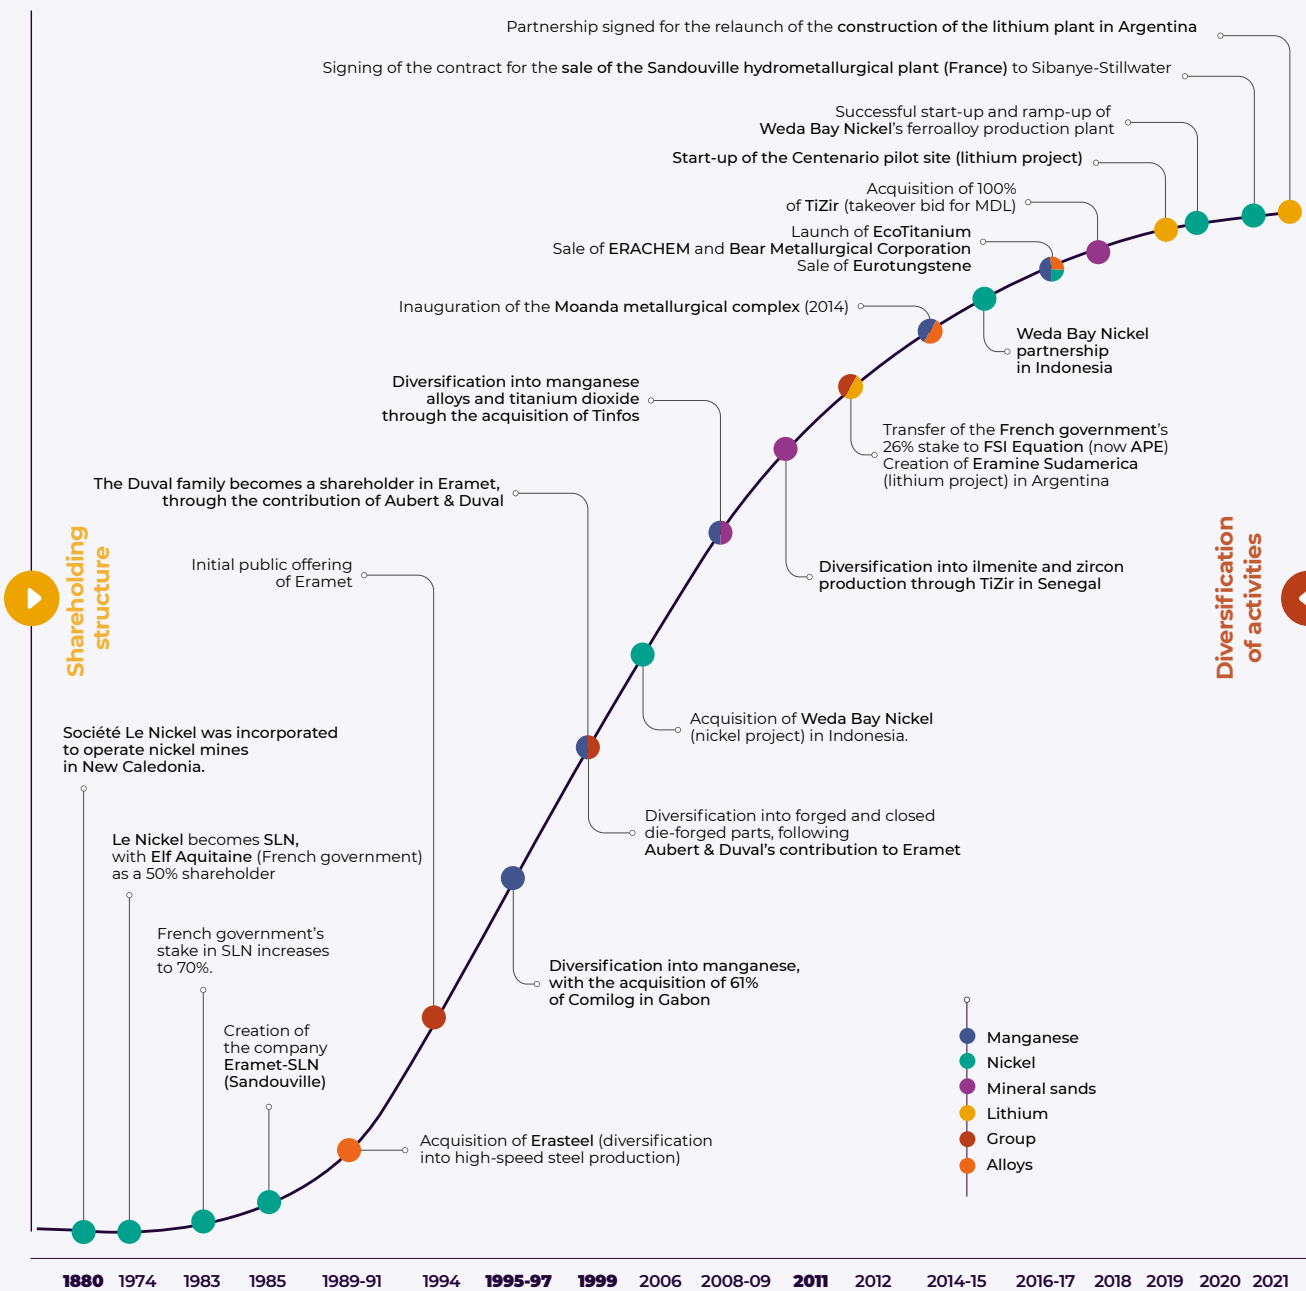 Partnership signed for the relaunch of the construction of the lithium plant in Argentina
Signing of the contract for the sale of the Sandouville hydrometallurgical plant (France) to Sibanye-Stillwater
Successful start-up and ramp-up of
Weda Bay Nickel's ferroalloy production plant
Start-up of the Centenario pilot site (lithium project)
Acquisition of 100%
of TiZir (takeover bid for MDL)
Launch of EcoTitanium
Sale of ERACHEM and Bear Metallurgical Corporation
Sale of Eurotungstene
Inauguration of the Moanda metallurgical complex (2014)
Weda Bay Nickel
partnership
in Indonesia
Diversification into manganese
alloys and titanium dioxide
through the acquisition of Tinfos
Transfer of the French government's
26% stake to FSI Equation (now APE)
Creation of Eramine Sudamerica
(lithium project) in Argentina
The Duval family becomes a shareholder in Eramet,
through the contribution of Aubert & Duval
Shareholding
structure
Initial public offering
of Eramet
Diversification into ilmenite and zircon
production through TiZir in Senegal
Diversification
of activities
Société Le Nickel was incorporated
to operate nickel mines
in New Caledonia.
Acquisition of Weda Bay Nickel
(nickel project) in Indonesia.
Le Nickel becomes SLN,
with Elf Aquitaine (French government)
as a 50% shareholder
Diversification into forged and closed
die-forged parts, following
Aubert & Duval's contribution to Eramet
French government's
stake in SLN increases
to 70%.
Diversification into manganese,
with the acquisition of 61%
of Comilog in Gabon
Creation of
the company
Eramet-SLN
(Sandouville)
Acquisition of Erasteel (diversification
into high-speed steel production)
Manganese
Nickel
Mineral sands
Lithium
Group
Alloys
1880 1974 1983 1985 1989-91 1994 1995-97 1999 2006 2008-09 2011 2012 2014-15 2016-17 2018 2019 2020 2021